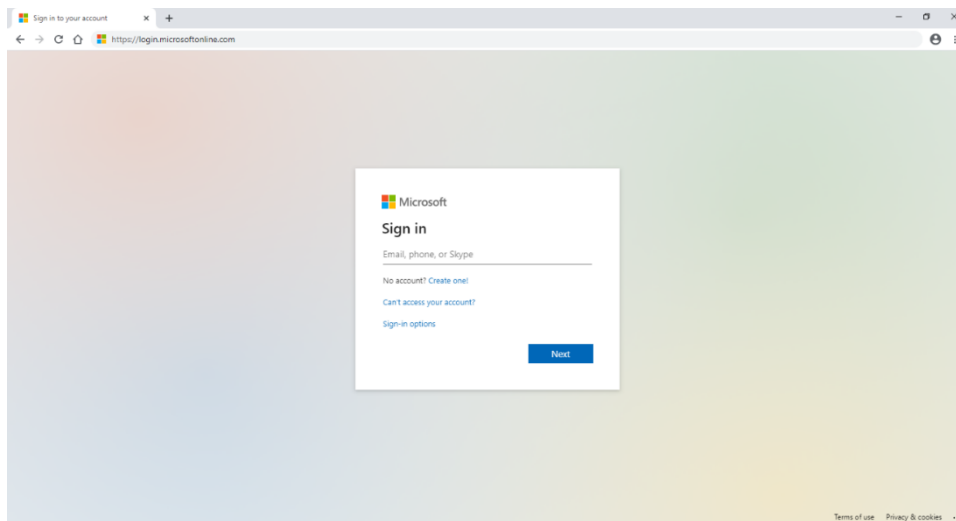 Sign in to your account
https://login.microsoftonline.com
Microsoft
Sign in
Email, phone, or Skype
No account? Create one!
Can't access your account?
Sign-in options
Next
Terms of use Privacy & cookies